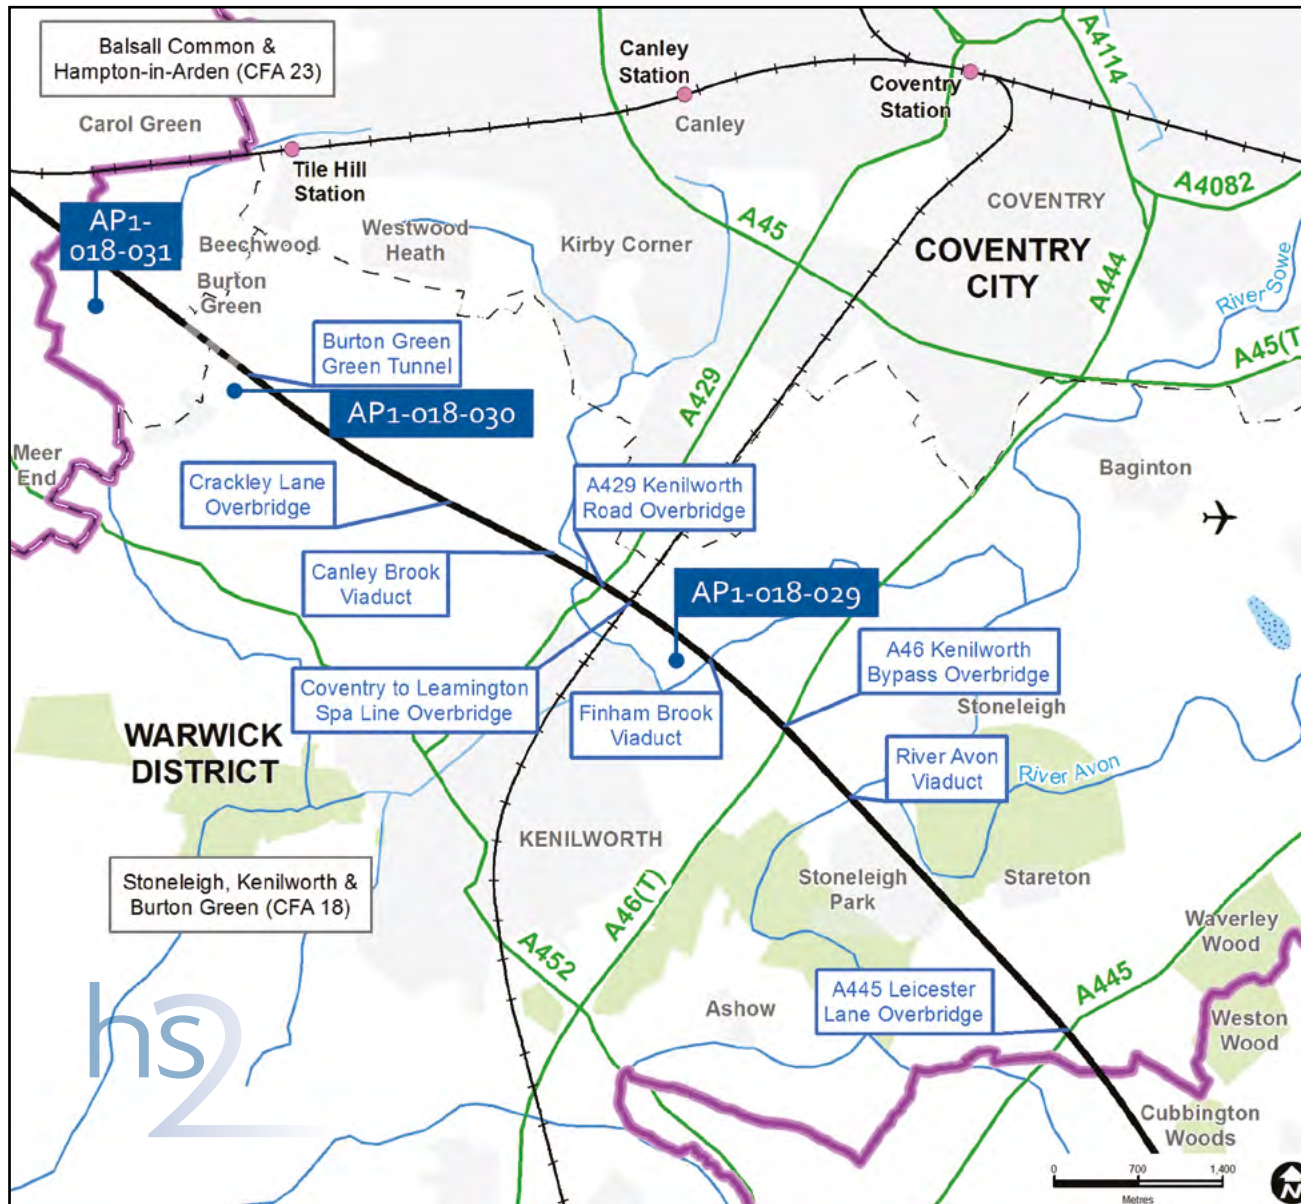 Balsall Common &
Hampton-in-Arden (CFA 23)
Carol Green
Canley
Station
Coventry
Station
A4114
Canley
Tile Hill
Station
A4082
AP1-
018-031
Beechwood
Westwood
Heath
Kirby Corner
A45
COVENTRY
COVENTRY
CITY
A444
River Sowe
Burton
Green
A45(T
Burton Green
Green Tunnel
A429
AP1-018-030
Meer
End
Crackley Lane
Overbridge
A429 Kenilworth
Road Overbridge
Baginton
Canley Brook
Viaduct
AP1-018-029
A46 Kenilworth
Bypass Overbridge
Coventry to Leamington
Spa Line Overbridge
Finham Brook
Viaduct
Stoneleigh
WARWICK
DISTRICT
River Avon
Viaduct
River Avon
KENILWORTH
Stoneleigh
Park
Stareton
Stoneleigh, Kenilworth &
Burton Green (CFA 18)
A46(T)
Waverley
Wood
A452
A445
A445 Leicester
Lane Overbridge
Ashow
Weston
Wood
hs2
Cubbington
Woods
0 700 1,400
Metres
N